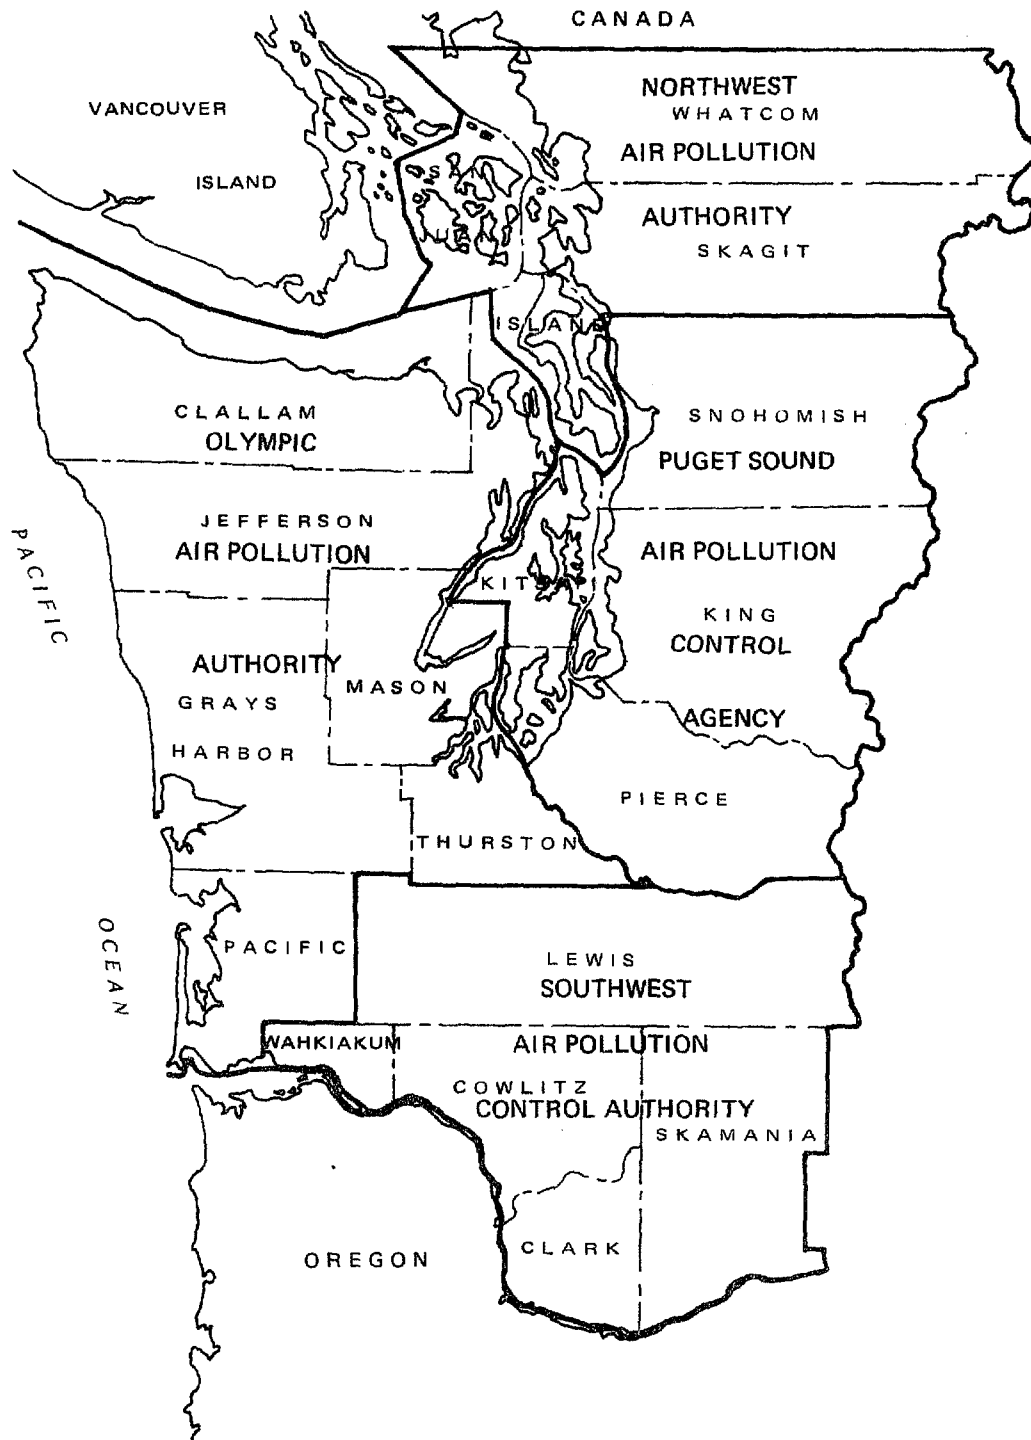 CANADA
NORTHWEST
WHATCOM
AIR POLLUTION
VANCOUVER
ISLAND
SAN
JUAN
AUTHORITY
SKAGIT
ISLAND
CLALLAM
OLYMPIC
SNOHOMISH
PUGET SOUND
JEFFERSON
AIR POLLUTION
AIR POLLUTION
PACIFIC
KITSAP
KING
CONTROL
AUTHORITY
MASON
GRAYS
AGENCY
HARBOR
PIERCE
THURSTON
OCEAN
PACIFIC
LEWIS
SOUTHWEST
WAHKIAKUM
AIR POLLUTION
COWLITZ
CONTROL AUTHORITY
SKAMANIA
CLARK
OREGON